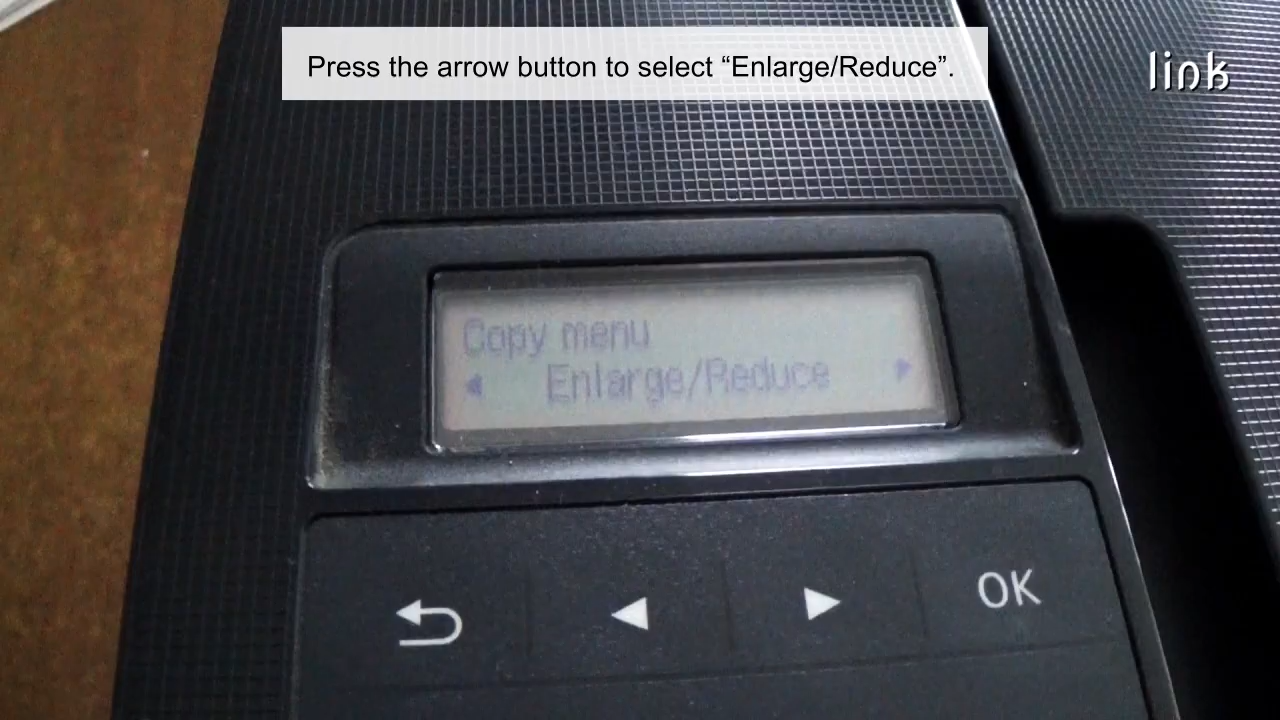 Press the arrow button to select “Enlarge/Reduce”.
link
Copy menu
◀ Enlarge/Reduce ▶
OK